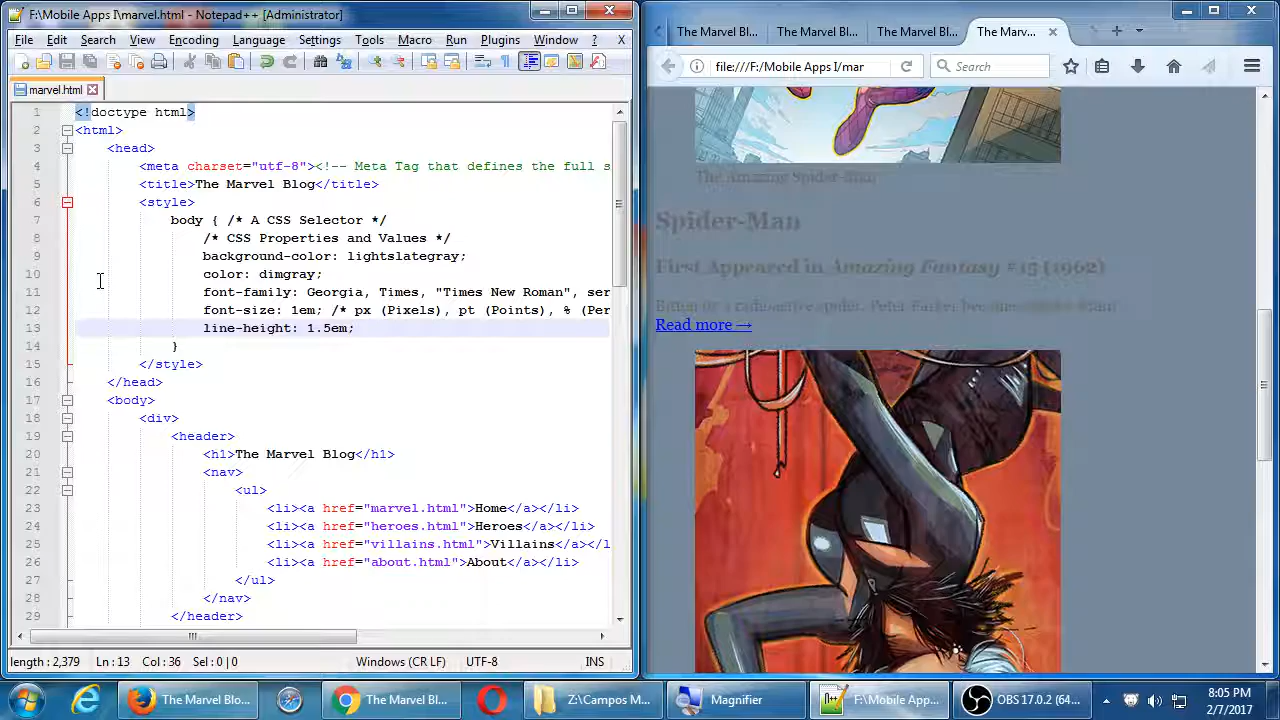 F:\Mobile Apps I\marvel.html - Notepad++ [Administrator]
File Edit Search View Encoding Language Settings Tools Macro Run Plugins Window ? X
marvel.html
1 <!doctype html>
2 <html>
3 <head>
4 <meta charset="utf-8"><!-- Meta Tag that defines the full s
5 <title>The Marvel Blog</title>
6 <style>
7 body { /* A CSS Selector */
8 /* CSS Properties and Values */
9 background-color: lightslategray;
10 color: dimgray;
11 font-family: Georgia, Times, "Times New Roman", ser
12 font-size: 1em; /* px (Pixels), pt (Points), % (Per
13 line-height: 1.5em;
14 }
15 </style>
16 </head>
17 <body>
18 <div>
19 <header>
20 <h1>The Marvel Blog</h1>
21 <nav>
22 <ul>
23 <li><a href="marvel.html">Home</a></li>
24 <li><a href="heroes.html">Heroes</a></li>
25 <li><a href="villains.html">Villains</a></l
26 <li><a href="about.html">About</a></li>
27 </ul>
28 </nav>
29 </header>
length : 2,379 Ln : 13 Col : 36 Sel : 0 | 0 Windows (CR LF) UTF-8 INS
The Marvel Bl... The Marvel Bl... The Marvel Bl... The Marv...
file:///F:/Mobile Apps I/mar Search
The Amazing Spider-Man
Spider-Man
First Appeared in Amazing Fantasy #15 (1962)
Bitten by a radioactive spider, Peter Parker becomes Spider-Man!
Read more →
The Marvel Blo... The Marvel Blo... Z:\Campos M... Magnifier F:\Mobile App... OBS 17.0.2 (64...
8:05 PM
2/7/2017